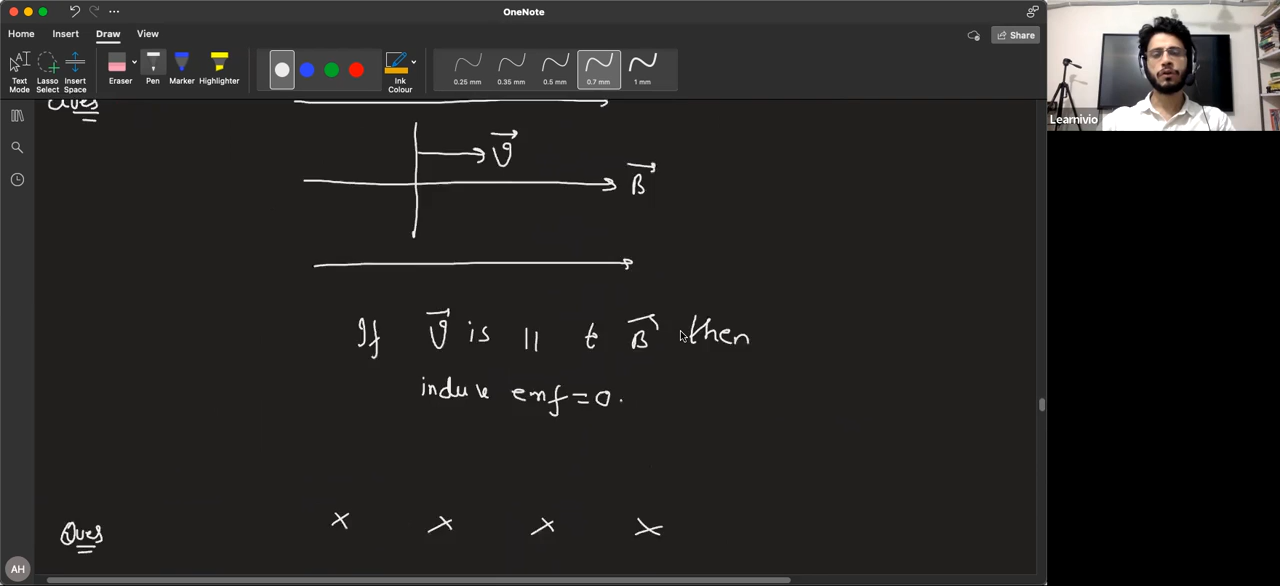 OneNote
Home Insert Draw View
Share
Text Mode
Lasso Select
Insert Space
Eraser
Pen
Marker
Highlighter
Ink Colour
0.25 mm
0.35 mm
0.5 mm
0.7 mm
1 mm
Learnivio
Ques
V
B
If V is || t B then
induce emf = 0.
Ques
× × × ×
AH